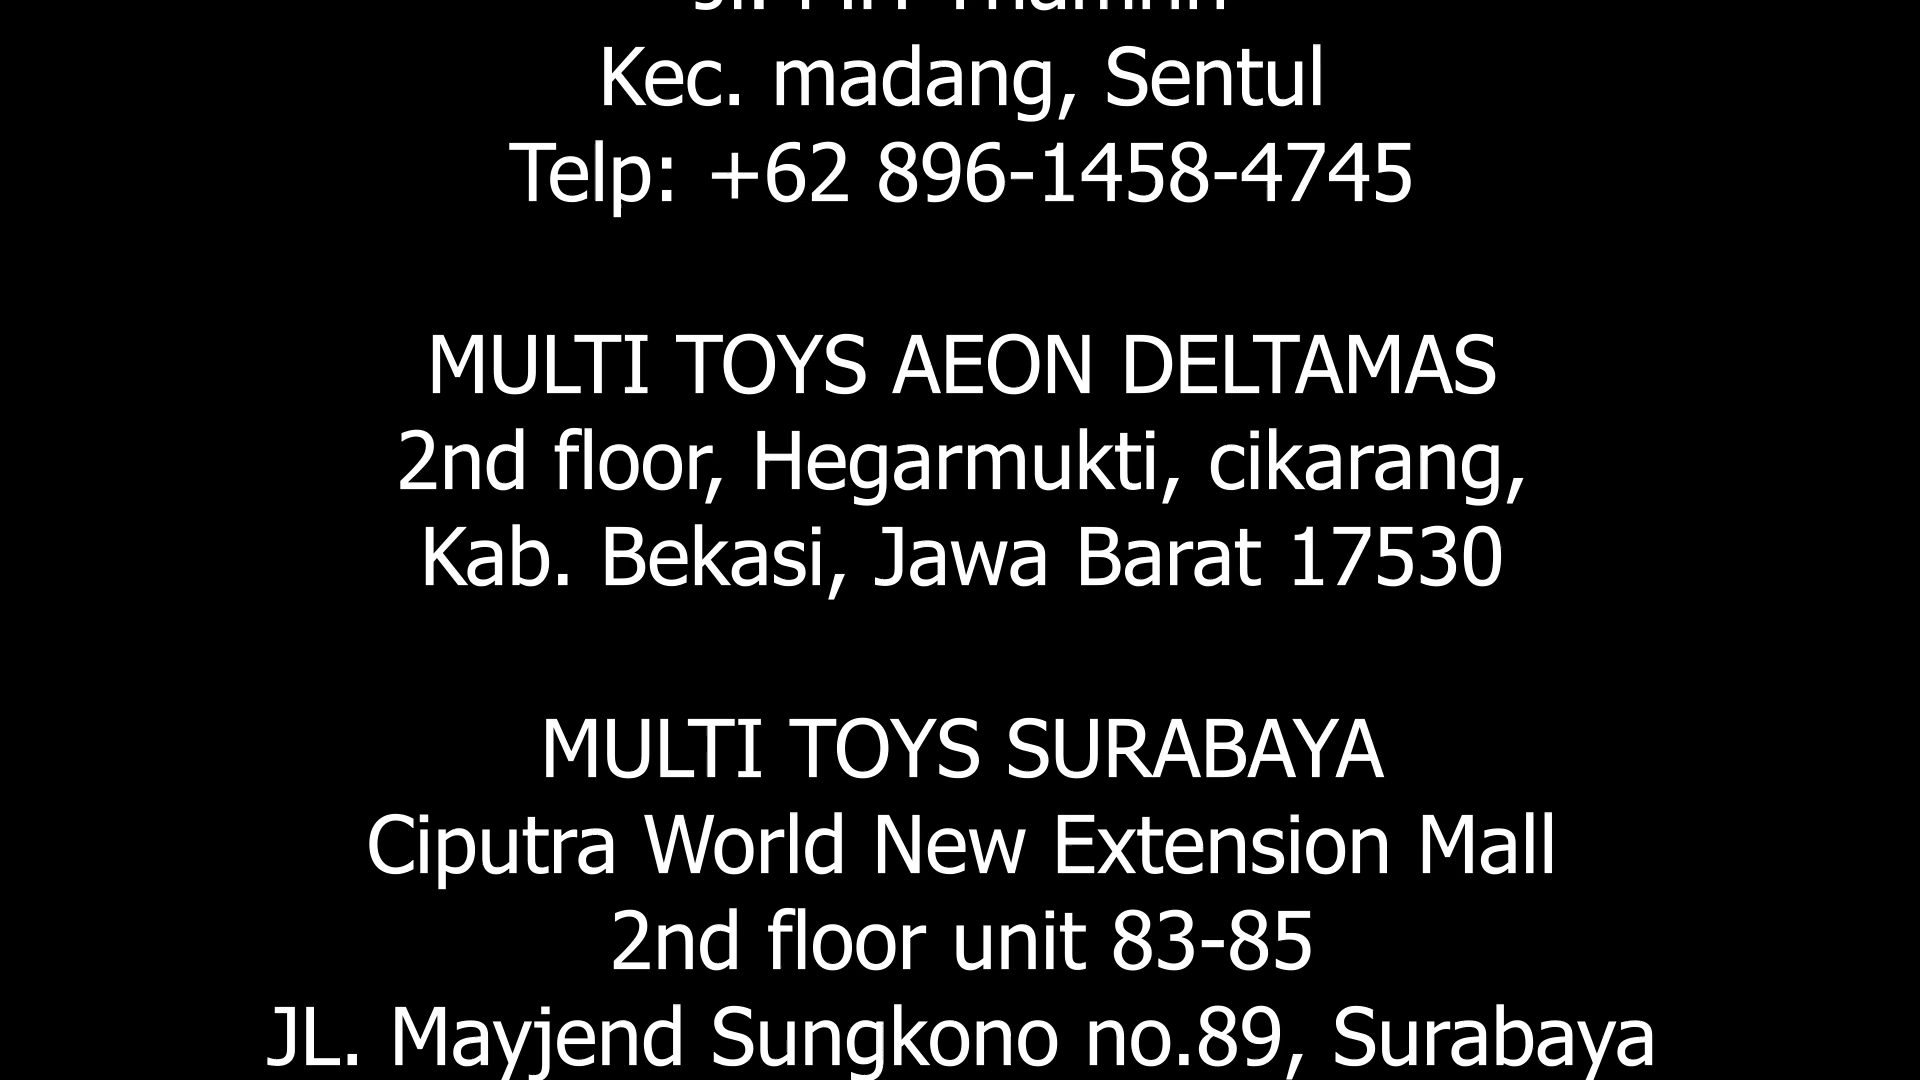 Kec. madang, Sentul
Telp: +62 896-1458-4745
MULTI TOYS AEON DELTAMAS
2nd floor, Hegarmukti, cikarang,
Kab. Bekasi, Jawa Barat 17530
MULTI TOYS SURABAYA
Ciputra World New Extension Mall
2nd floor unit 83-85
JL. Mayjend Sungkono no.89, Surabaya